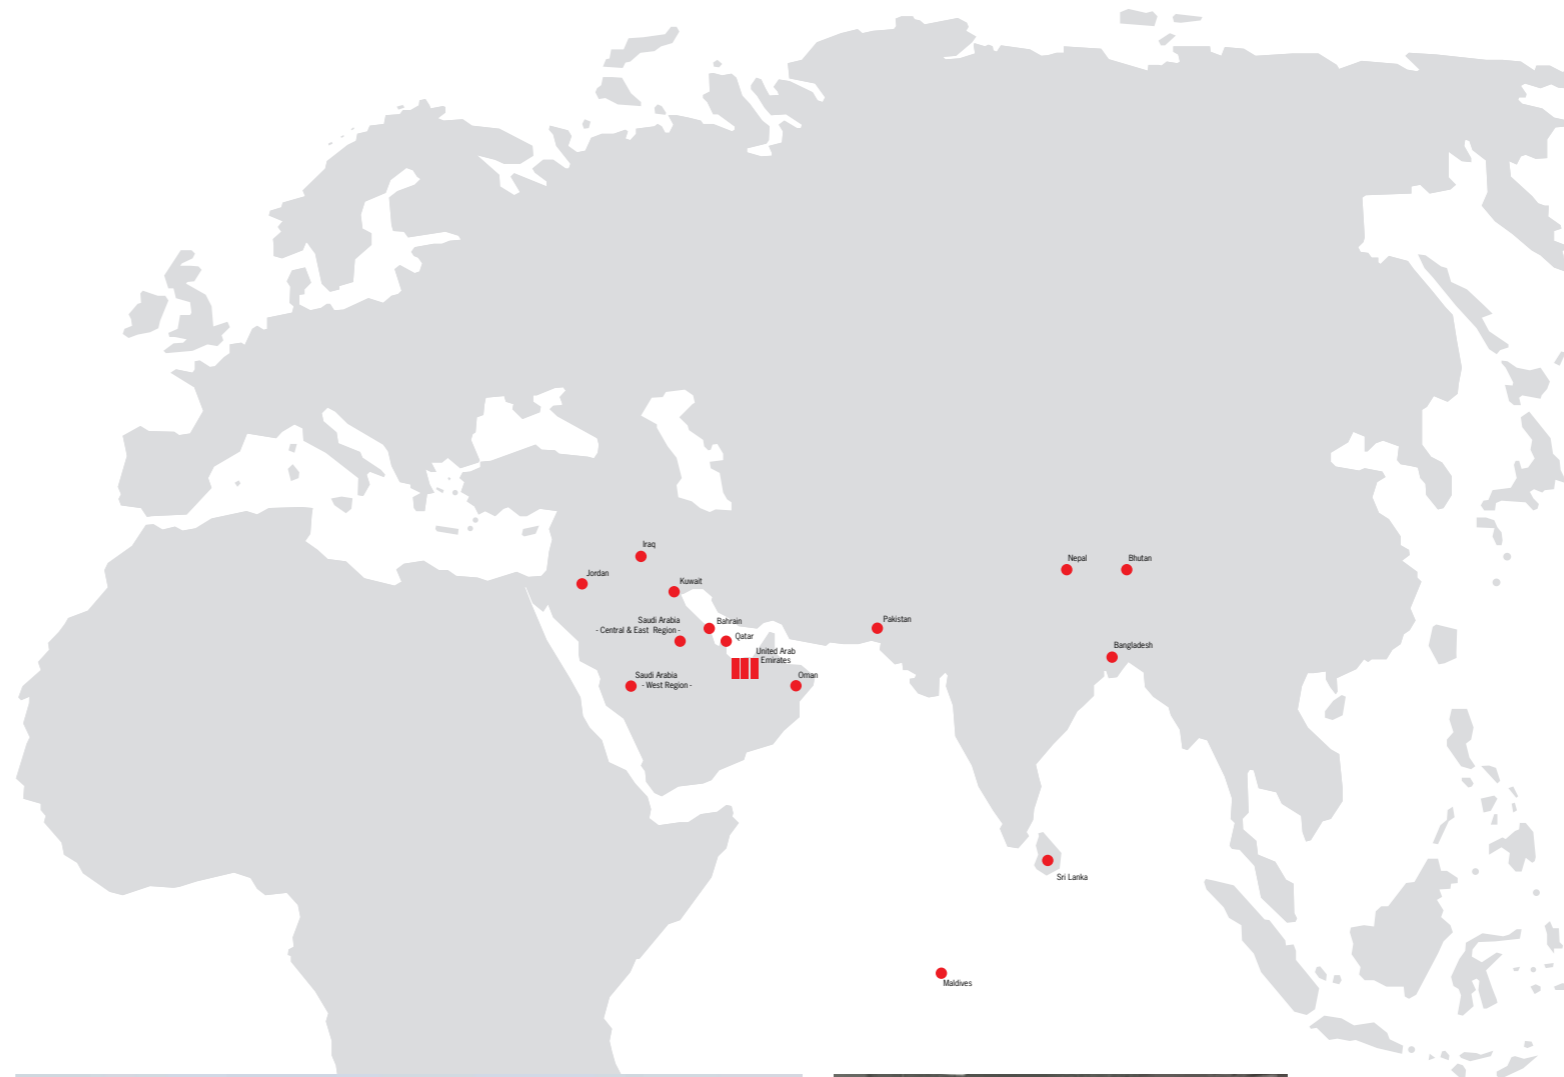 Iraq
Nepal
Bhutan
Jordan
Kuwait
Saudi Arabia
- Central & East Region -
Bahrain
Qatar
Pakistan
United Arab
Emirates
Bangladesh
Saudi Arabia
- West Region -
Oman
Sri Lanka
Maldives